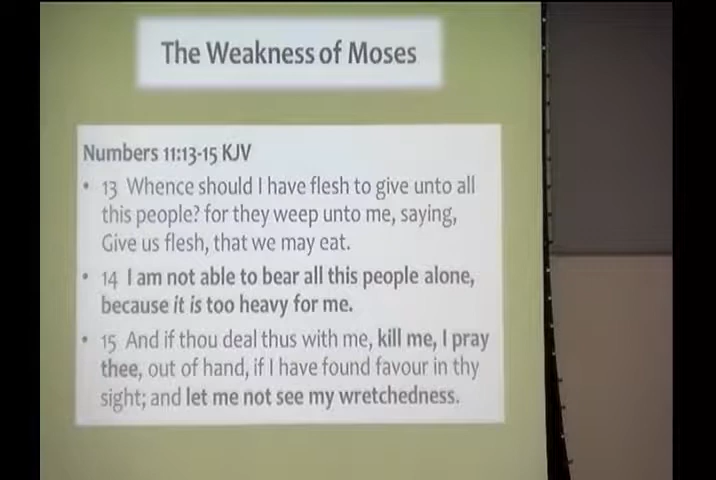 The Weakness of Moses
Numbers 11:13-15 KJV
• 13 Whence should I have flesh to give unto all
this people? for they weep unto me, saying,
Give us flesh, that we may eat.
• 14 I am not able to bear all this people alone,
because it is too heavy for me.
• 15 And if thou deal thus with me, kill me, I pray
thee, out of hand, if I have found favour in thy
sight; and let me not see my wretchedness.